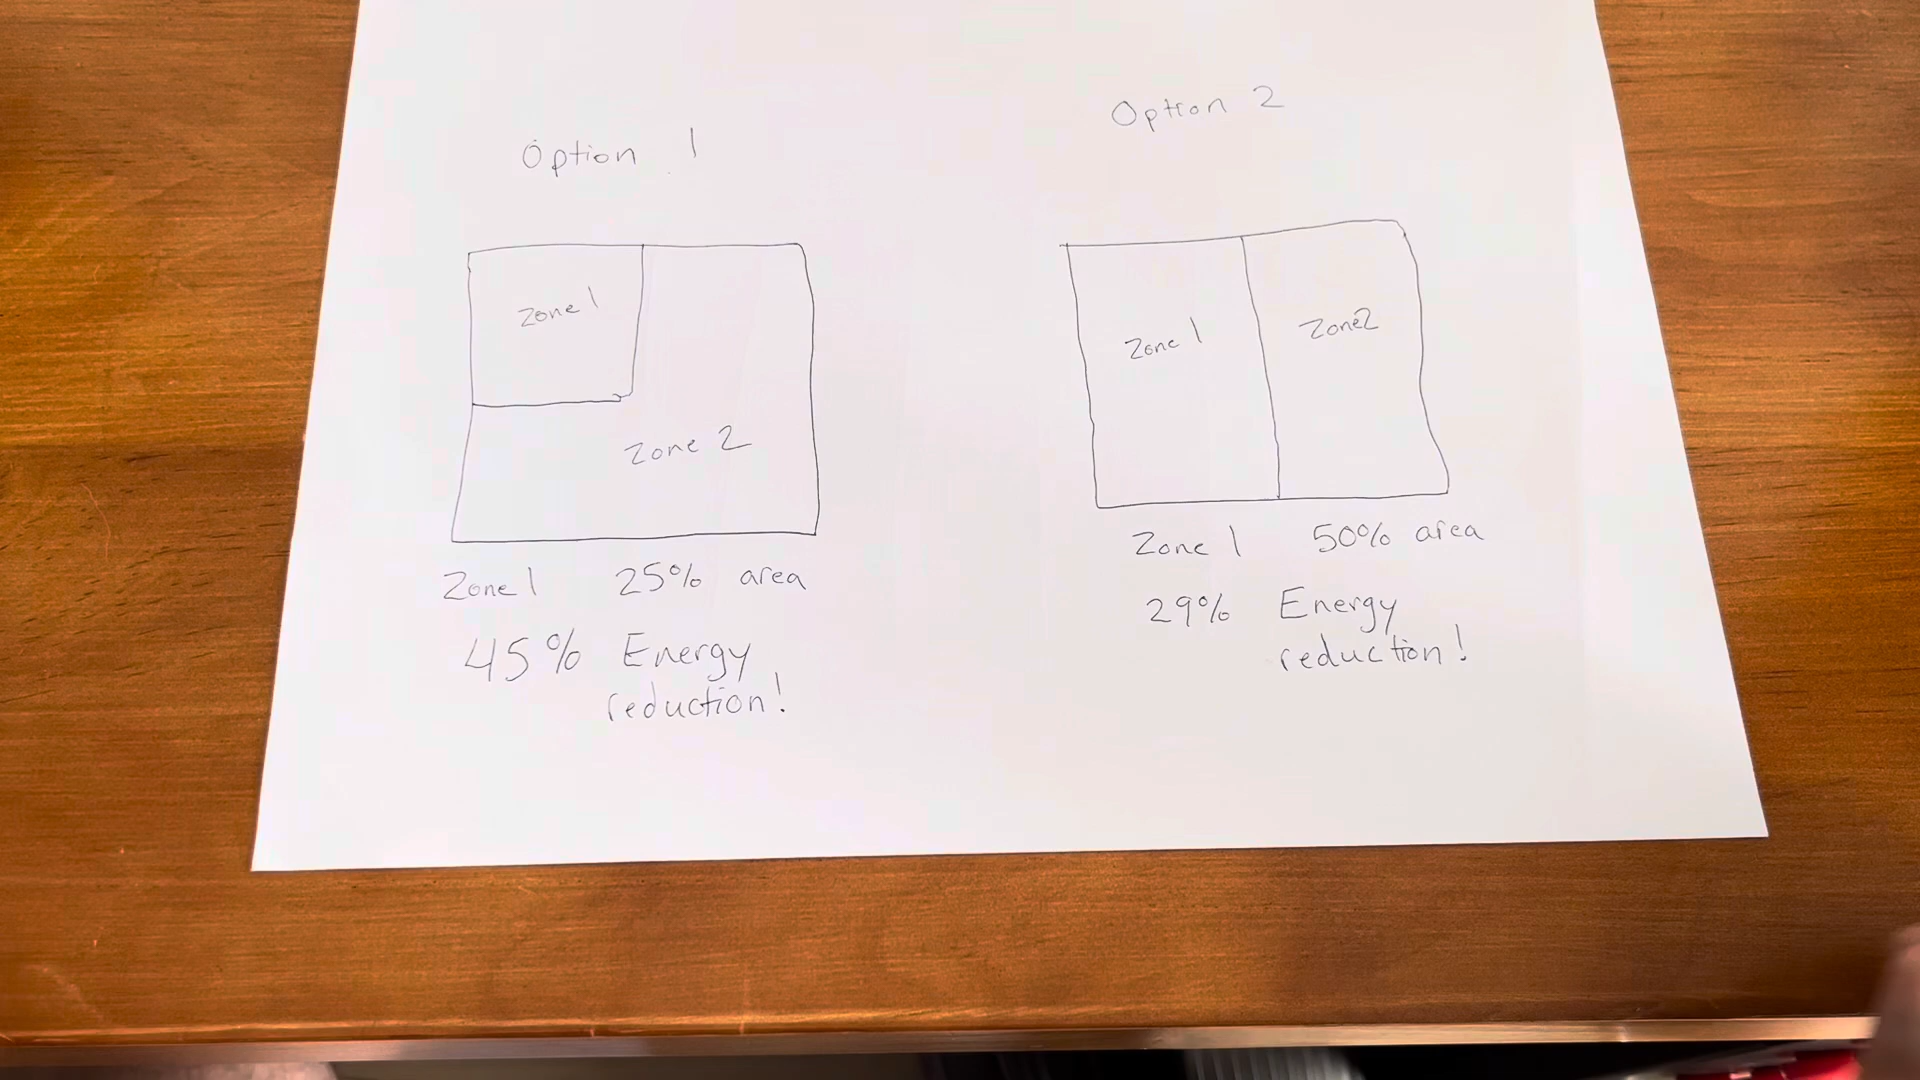 Option 1
Zone 1
Zone 2
Zone 1 25% area
45% Energy
reduction!
Option 2
Zone 1
Zone2
Zone 1 50% area
29% Energy
reduction!